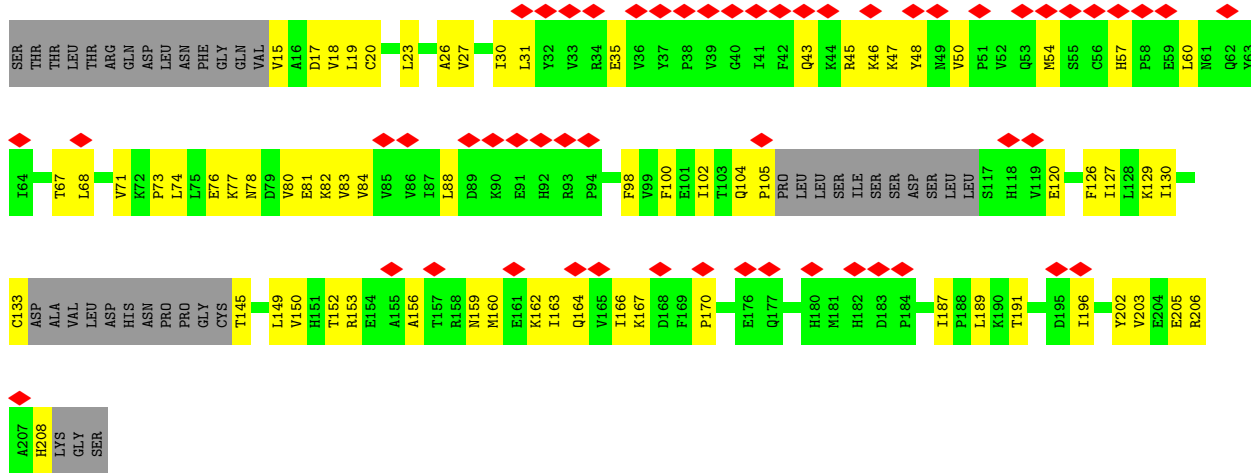 SER THR THR LEU THR ARG GLN ASP LEU ASN PHE GLY GLN VAL V15 A16 D17 V18 L19 C20 L23 A26 V27 I30 L31 Y32 V33 R34 E35 V36 Y37 P38 V39 G40 I41 F42 Q43 K44 R45 K46 K47 Y48 N49 V50 P51 V52 Q53 M54 S55 C56 H57 P58 E59 L60 N61 Q62 Y63
I64 T67 L68 V71 K72 P73 L74 L75 E76 K77 N78 D79 V80 E81 K82 V83 V84 V85 V86 I87 L88 D89 K90 E91 H92 R93 P94 F98 V99 F100 E101 I102 T103 Q104 P105 PRO LEU LEU SER ILE SER SER ASP SER LEU LEU S117 H118 V119 E120 F126 I127 L128 K129 I130
C133 ASP ALA VAL LEU ASP HIS ASN PRO PRO GLY CYS T145 L149 V150 H151 T152 R153 E154 A155 A156 T157 R158 N159 M160 E161 K162 I163 Q164 V165 I166 K167 D168 F169 P170 E176 Q177 H180 M181 H182 D183 P184 I187 P188 L189 K190 T191 D195 I196 Y202 V203 E204 E205 R206
A207 H208 LYS GLY SER